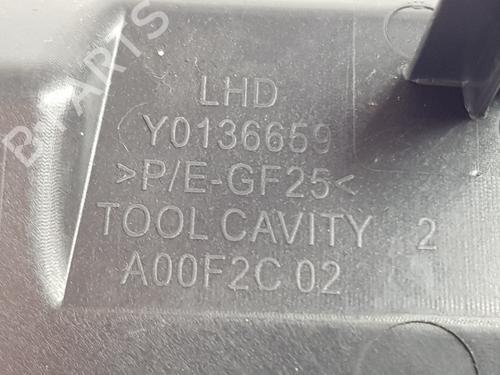 LHD
Y0136659
>P/E-GF25<
TOOL CAVITY 2
A00F2C 02
B PARTS